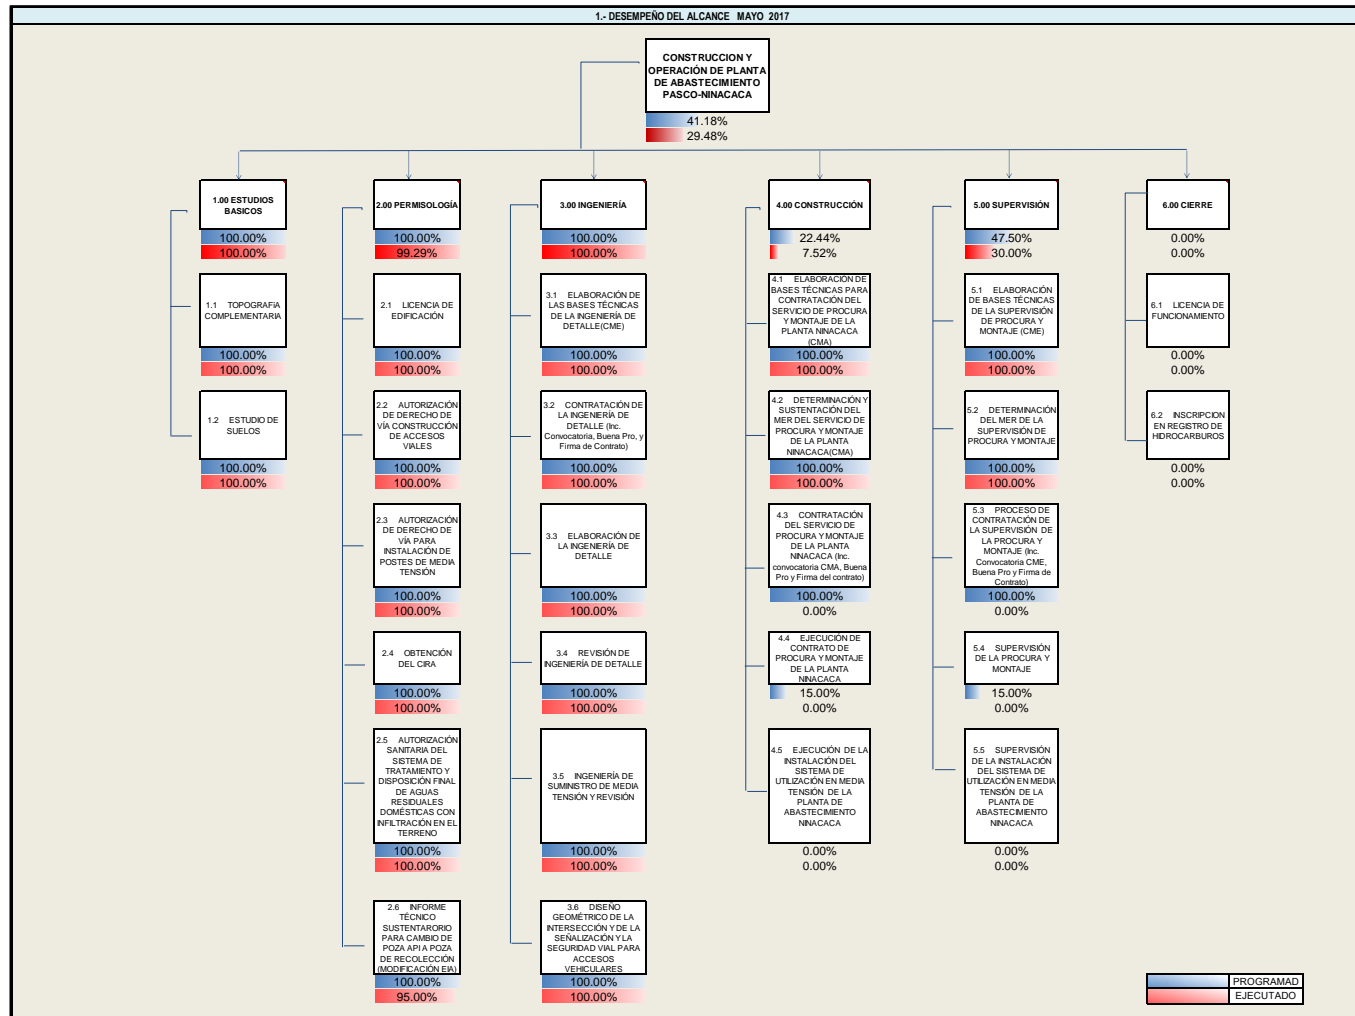 1.- DESEMPEÑO DEL ALCANCE MAYO 2017
CONSTRUCCION Y
OPERACIÓN DE PLANTA
DE ABASTECIMIENTO
PASCO-NINACACA
41.18%
29.48%
1.00 ESTUDIOS
BASICOS
100.00%
100.00%
1.1 TOPOGRAFIA
COMPLEMENTARIA
100.00%
100.00%
1.2 ESTUDIO DE
SUELOS
100.00%
100.00%
2.00 PERMISOLOGÍA
100.00%
99.29%
2.1 LICENCIA DE
EDIFICACIÓN
100.00%
100.00%
2.2 AUTORIZACIÓN
DE DERECHO DE
VÍA CONSTRUCCIÓN
DE ACCESOS
VIALES
100.00%
100.00%
2.3 AUTORIZACIÓN
DE DERECHO DE
VÍA PARA
INSTALACIÓN DE
POSTES DE MEDIA
TENSIÓN
100.00%
100.00%
2.4 OBTENCIÓN
DEL CIRA
100.00%
100.00%
2.5 AUTORIZACIÓN
SANITARIA DEL
SISTEMA DE
TRATAMIENTO Y
DISPOSICIÓN FINAL
DE AGUAS
RESIDUALES
DOMÉSTICAS CON
INFILTRACIÓN EN EL
TERRENO
100.00%
100.00%
2.6 INFORME
TÉCNICO
SUSTENTARORIO
PARA CAMBIO DE
POZA API A POZA
DE RECOLECCIÓN
(MODIFICACIÓN EIA)
100.00%
95.00%
3.00 INGENIERÍA
100.00%
100.00%
3.1 ELABORACIÓN DE
LAS BASES TÉCNICAS
DE LA INGENIERÍA DE
DETALLE(CME)
100.00%
100.00%
3.2 CONTRATACIÓN DE
LA INGENIERÍA DE
DETALLE (Inc.
Convocatoria, Buena Pro, y
Firma de Contrato)
100.00%
100.00%
3.3 ELABORACIÓN DE
LA INGENIERÍA DE
DETALLE
100.00%
100.00%
3.4 REVISIÓN DE
INGENIERÍA DE DETALLE
100.00%
100.00%
3.5 INGENIERÍA DE
SUMINISTRO DE MEDIA
TENSIÓN Y REVISIÓN
100.00%
100.00%
3.6 DISEÑO
GEOMÉTRICO DE LA
INTERSECCIÓN Y DE LA
SEÑALIZACIÓN Y LA
SEGURIDAD VIAL PARA
ACCESOS
VEHICULARES
100.00%
100.00%
4.00 CONSTRUCCIÓN
22.44%
7.52%
4.1 ELABORACIÓN DE
BASES TÉCNICAS PARA
CONTRATACIÓN DEL
SERVICIO DE PROCURA
Y MONTAJE DE LA
PLANTA NINACACA
(CMA)
100.00%
100.00%
4.2 DETERMINACIÓN Y
SUSTENTACIÓN DEL
MER DEL SERVICIO DE
PROCURA Y MONTAJE
DE LA PLANTA
NINACACA(CMA)
100.00%
100.00%
4.3 CONTRATACIÓN
DEL SERVICIO DE
PROCURA Y MONTAJE
DE LA PLANTA
NINACACA (Inc.
convocatoria CMA, Buena
Pro y Firma del contrato)
100.00%
0.00%
4.4 EJECUCIÓN DE
CONTRATO DE
PROCURA Y MONTAJE
DE LA PLANTA
NINACACA
15.00%
0.00%
4.5 EJECUCIÓN DE LA
INSTALACIÓN DEL
SISTEMA DE
UTILIZACIÓN EN MEDIA
TENSIÓN DE LA
PLANTA DE
ABASTECIMIENTO
NINACACA
0.00%
0.00%
5.00 SUPERVISIÓN
47.50%
30.00%
5.1 ELABORACIÓN
DE BASES TÉCNICAS
DE LA SUPERVISIÓN
DE PROCURA Y
MONTAJE (CME)
100.00%
100.00%
5.2 DETERMINACIÓN
DEL MER DE LA
SUPERVISIÓN DE
PROCURA Y MONTAJE
100.00%
100.00%
5.3 PROCESO DE
CONTRATACIÓN DE
LA SUPERVISIÓN DE
LA PROCURA Y
MONTAJE (Inc.
Convocatoria CME,
Buena Pro y Firma de
Contrato)
100.00%
0.00%
5.4 SUPERVISIÓN
DE LA PROCURA Y
MONTAJE
15.00%
0.00%
5.5 SUPERVISIÓN
DE LA INSTALACIÓN
DEL SISTEMA DE
UTILIZACIÓN EN MEDIA
TENSIÓN DE LA
PLANTA DE
ABASTECIMIENTO
NINACACA
0.00%
0.00%
6.00 CIERRE
0.00%
0.00%
6.1 LICENCIA DE
FUNCIONAMIENTO
0.00%
0.00%
6.2 INSCRIPCION
EN REGISTRO DE
HIDROCARBUROS
0.00%
0.00%
PROGRAMAD
EJECUTADO